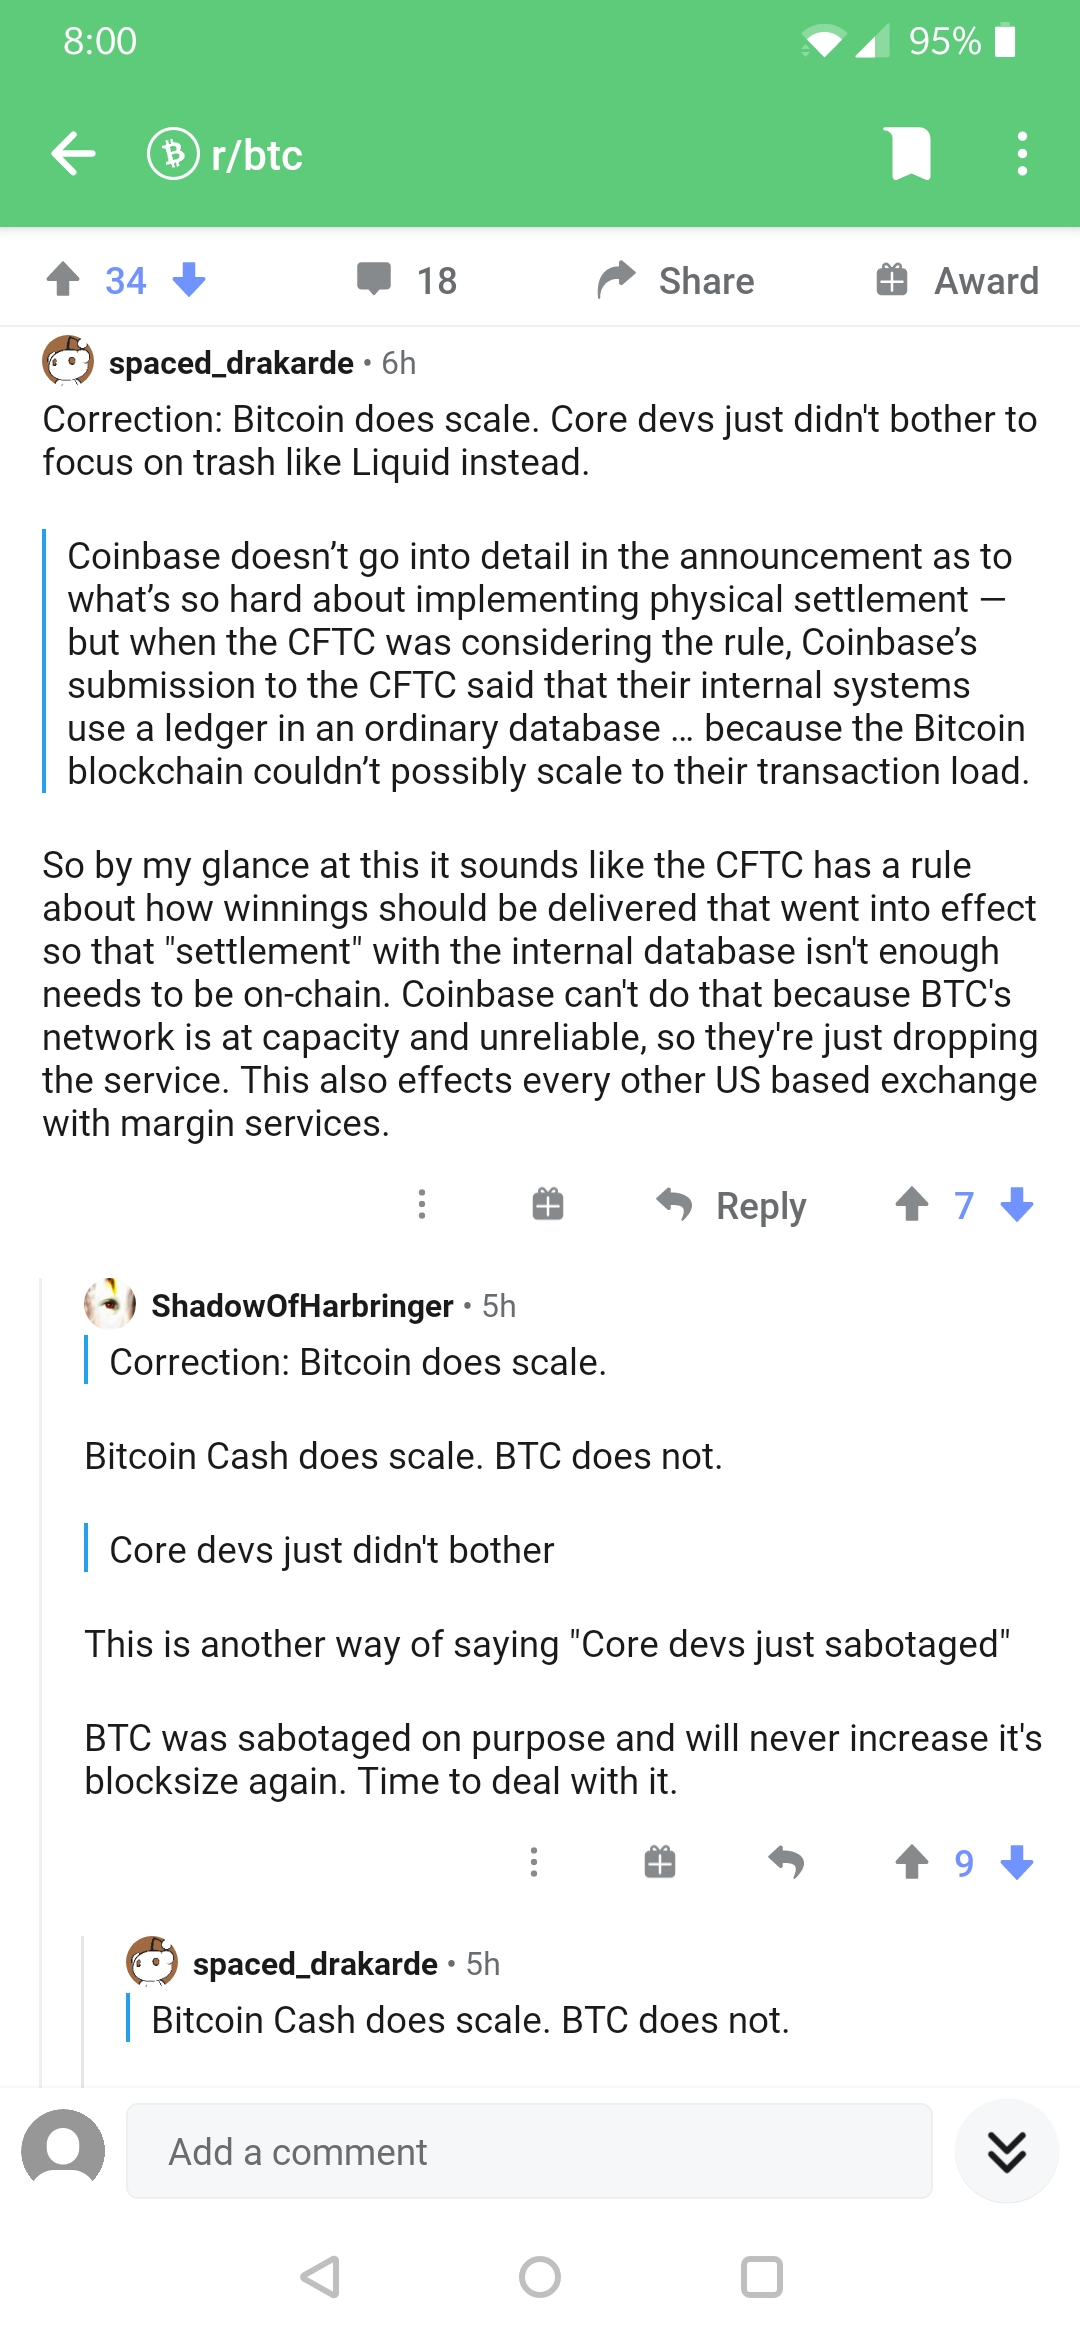 8:00
95%
r/btc
34
18
Share
Award
spaced_drakarde • 6h
Correction: Bitcoin does scale. Core devs just didn't bother to
focus on trash like Liquid instead.
Coinbase doesn’t go into detail in the announcement as to
what’s so hard about implementing physical settlement —
but when the CFTC was considering the rule, Coinbase’s
submission to the CFTC said that their internal systems
use a ledger in an ordinary database … because the Bitcoin
blockchain couldn’t possibly scale to their transaction load.
So by my glance at this it sounds like the CFTC has a rule
about how winnings should be delivered that went into effect
so that "settlement" with the internal database isn't enough
needs to be on-chain. Coinbase can't do that because BTC's
network is at capacity and unreliable, so they're just dropping
the service. This also effects every other US based exchange
with margin services.
Reply
7
ShadowOfHarbringer • 5h
Correction: Bitcoin does scale.
Bitcoin Cash does scale. BTC does not.
Core devs just didn't bother
This is another way of saying "Core devs just sabotaged"
BTC was sabotaged on purpose and will never increase it's
blocksize again. Time to deal with it.
9
spaced_drakarde • 5h
Bitcoin Cash does scale. BTC does not.
Add a comment